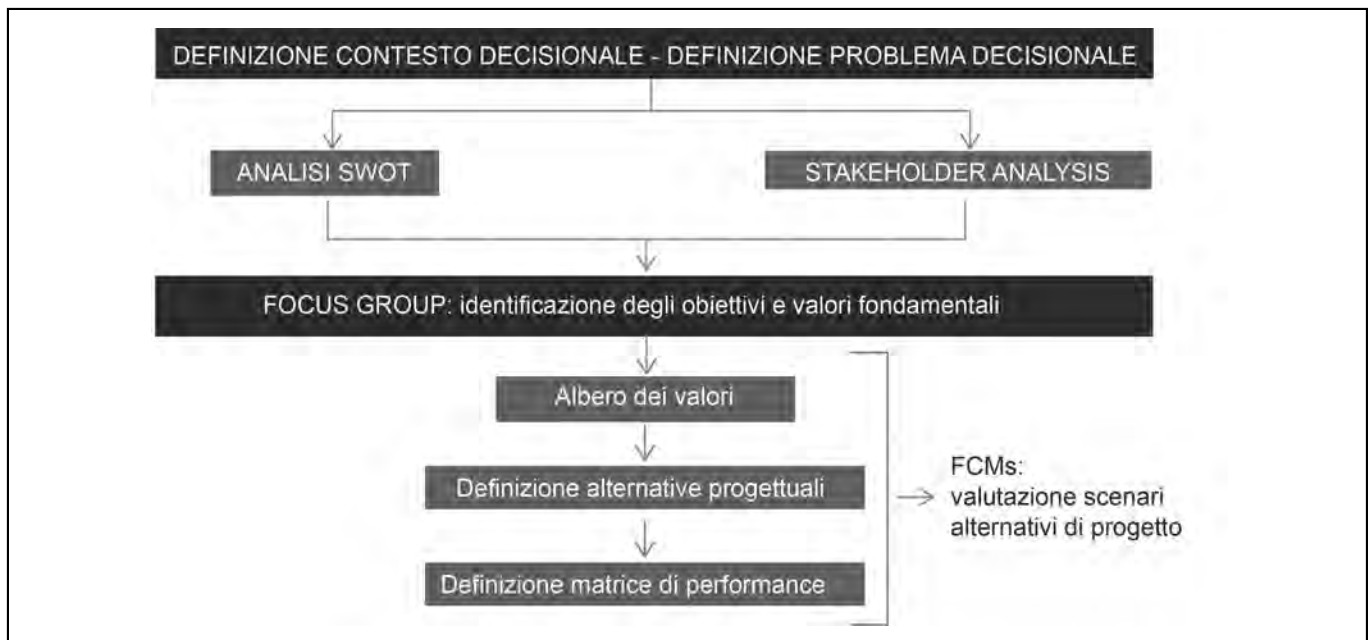 DEFINIZIONE CONTESTO DECISIONALE - DEFINIZIONE PROBLEMA DECISIONALE
ANALISI SWOT
STAKEHOLDER ANALYSIS
FOCUS GROUP: identificazione degli obiettivi e valori fondamentali
Albero dei valori
Definizione alternative progettuali
Definizione matrice di performance
FCMs:
valutazione scenari
alternativi di progetto